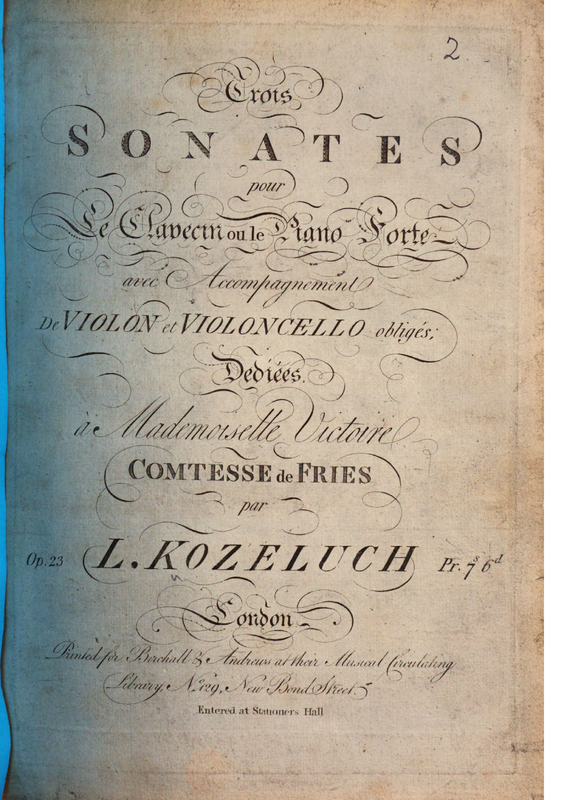 2
Trois
SONATES
pour
Le Clavecin ou le Piano Forte
avec Accompagnement
De VIOLON et VIOLONCELLO obligés;
Dediées
à Mademoiselle Victoire
COMTESSE de FRIES
par
Op. 23 L. KOZELUCH Pr. 7s 6d
London
Printed for Birchall & Andrews at their Musical Circulating
Library, No. 129, New Bond Street.
Entered at Stationers Hall